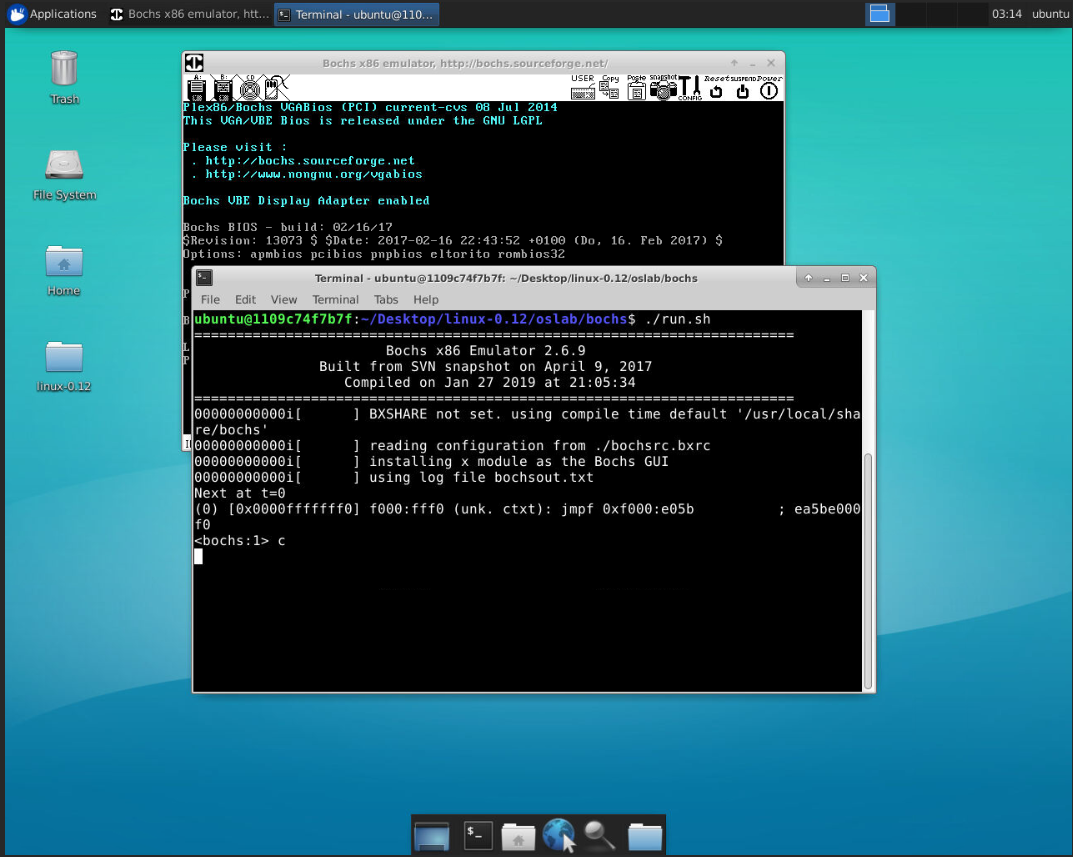 Applications
Bochs x86 emulator, htt...
Terminal - ubuntu@110...
03:14
ubuntu
Trash
File System
Home
linux-0.12
Bochs x86 emulator, http://bochs.sourceforge.net/
A:
B:
CD
USER
Copy
Paste
snapshot
CONFIG
Reset
SUSPEND
Power
Plex86/Bochs VGABios (PCI) current-cvs 08 Jul 2014
This VGA/VBE Bios is released under the GNU LGPL
Please visit :
. http://bochs.sourceforge.net
. http://www.nongnu.org/vgabios
Bochs VBE Display Adapter enabled
Bochs BIOS - build: 02/16/17
$Revision: 13073 $ $Date: 2017-02-16 22:43:52 +0100 (Do, 16. Feb 2017) $
Options: apmbios pcibios pnpbios eltorito rombios32
P
B
L
P
Terminal - ubuntu@1109c74f7b7f: ~/Desktop/linux-0.12/oslab/bochs
File Edit View Terminal Tabs Help
ubuntu@1109c74f7b7f:~/Desktop/linux-0.12/oslab/bochs$ ./run.sh
========================================================================
Bochs x86 Emulator 2.6.9
Built from SVN snapshot on April 9, 2017
Compiled on Jan 27 2019 at 21:05:34
========================================================================
00000000000i[      ] BXSHARE not set. using compile time default '/usr/local/sha
re/bochs'
00000000000i[      ] reading configuration from ./bochsrc.bxrc
00000000000i[      ] installing x module as the Bochs GUI
00000000000i[      ] using log file bochsout.txt
Next at t=0
(0) [0x0000fffffff0] f000:fff0 (unk. ctxt): jmpf 0xf000:e05b          ; ea5be000
f0
<bochs:1> c
$ _